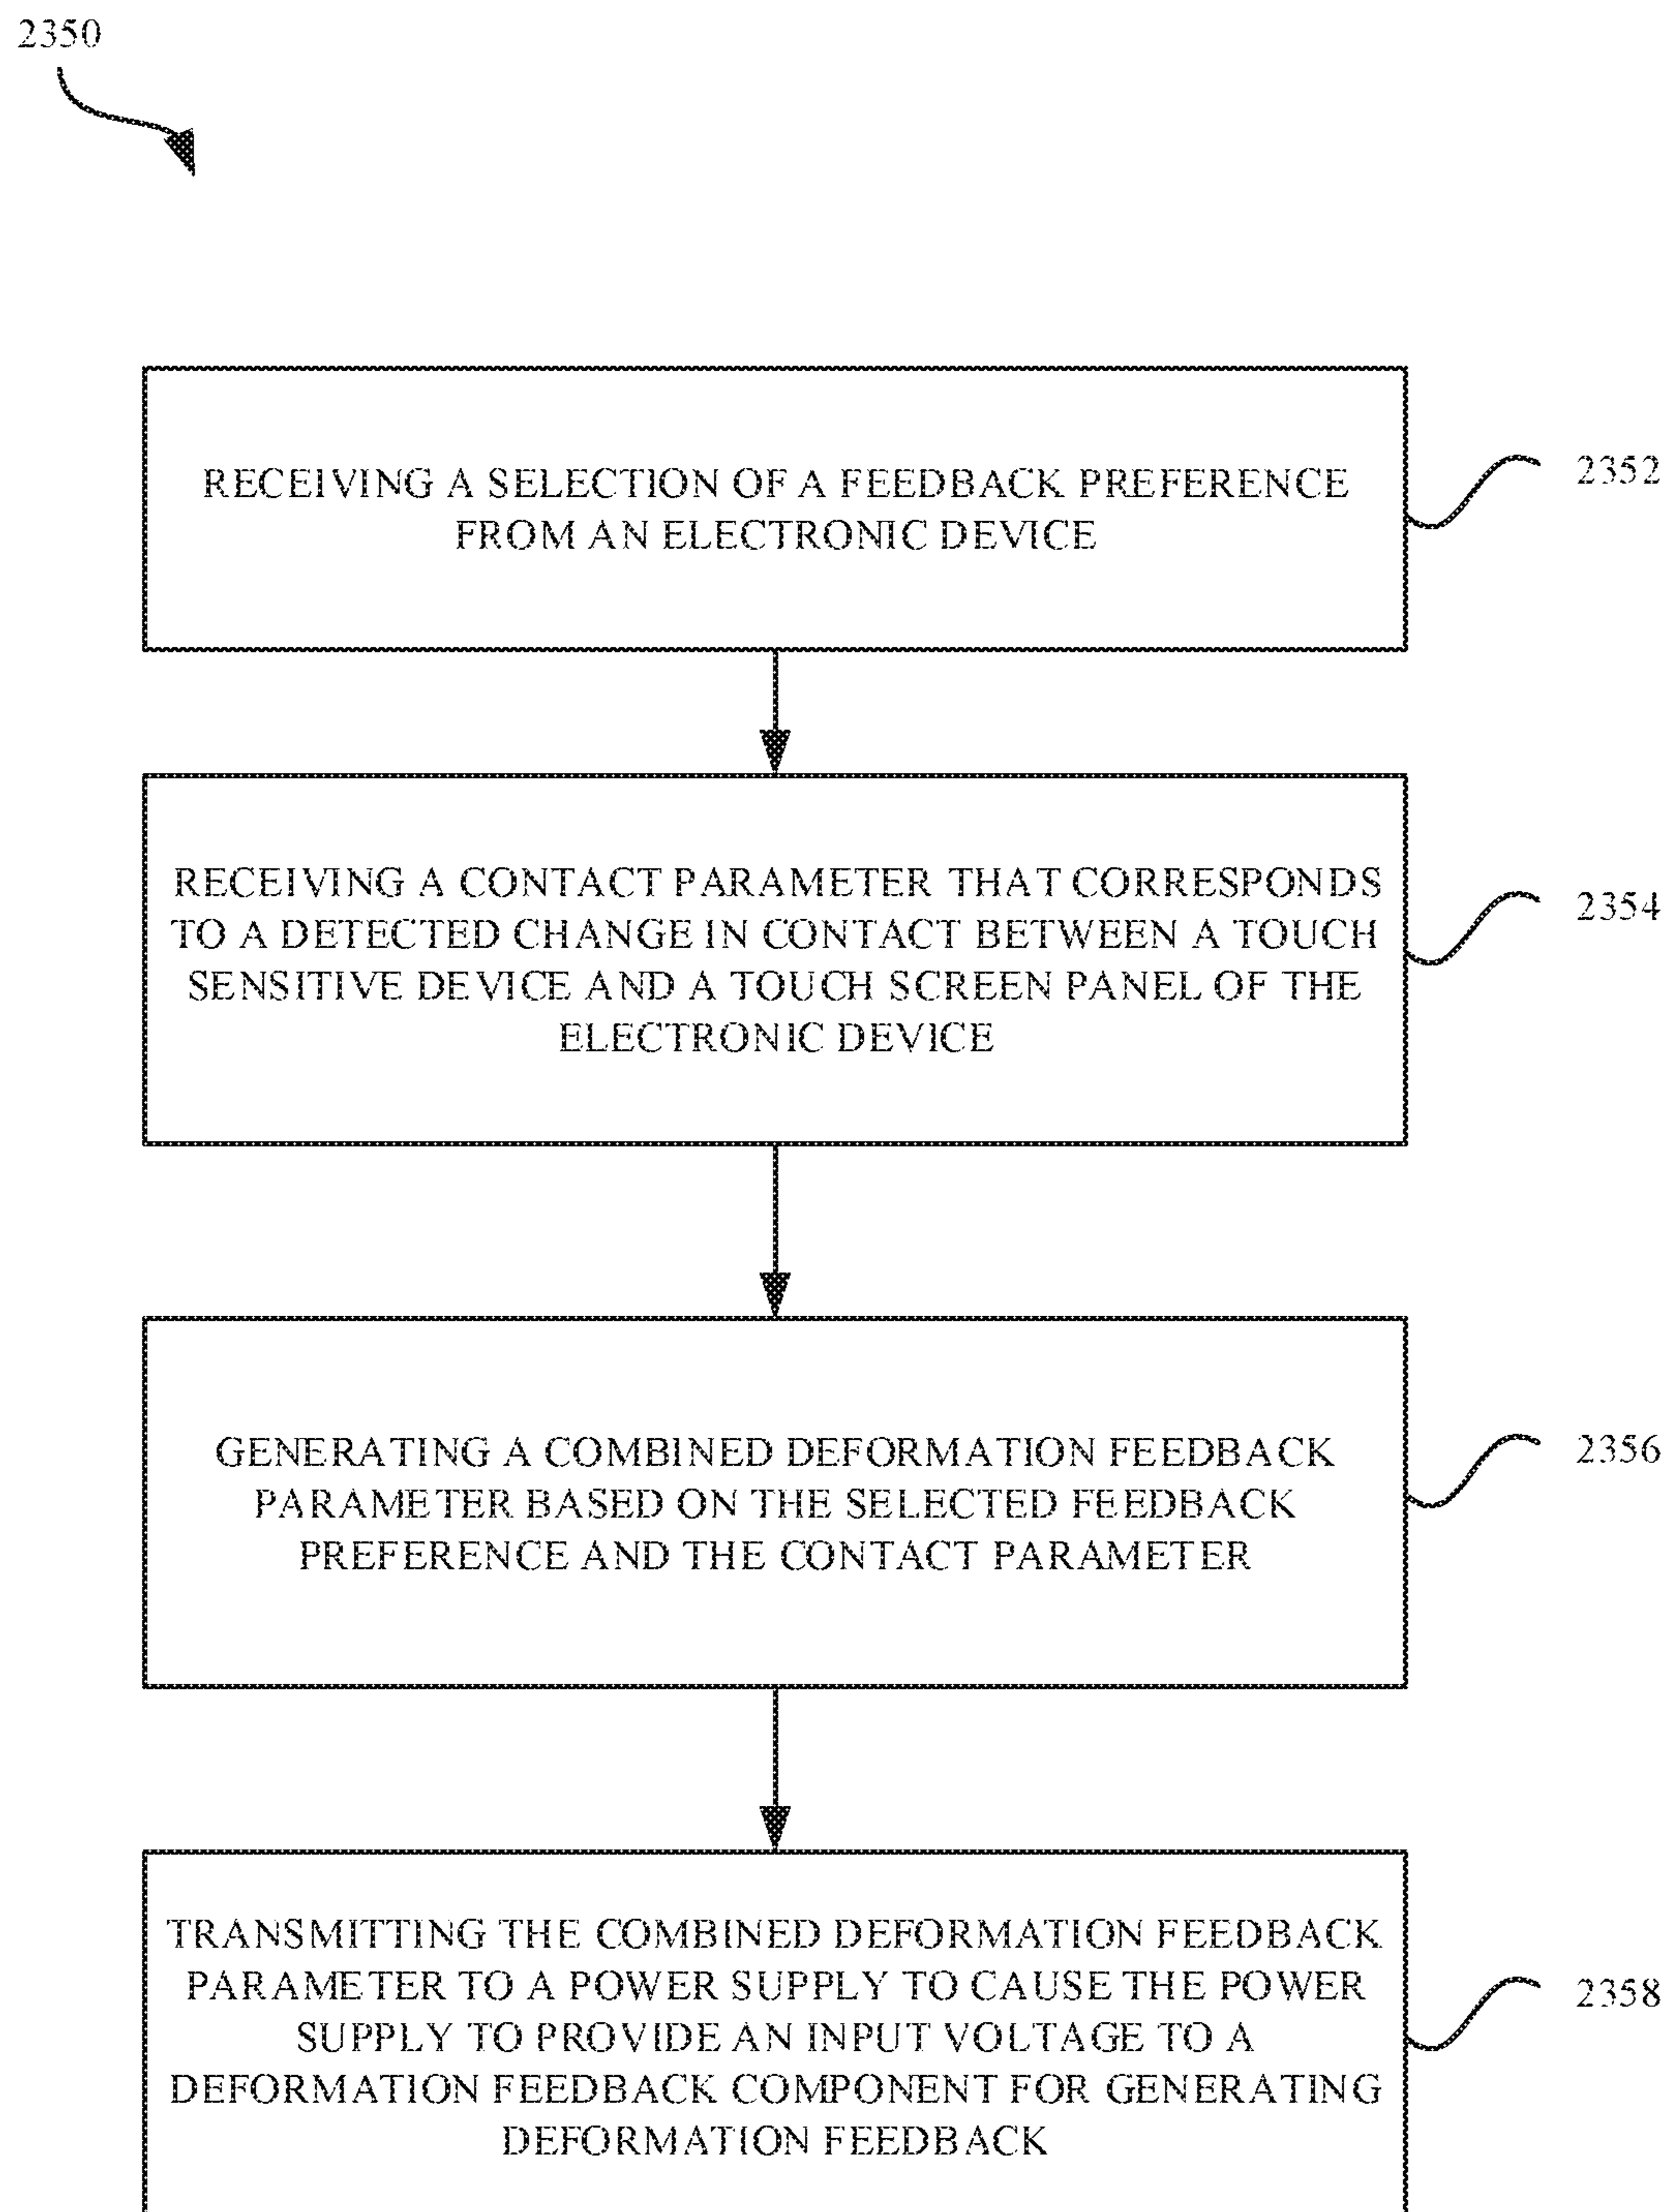 2350
RECEIVING A SELECTION OF A FEEDBACK PREFERENCE
FROM AN ELECTRONIC DEVICE
2352
RECEIVING A CONTACT PARAMETER THAT CORRESPONDS
TO A DETECTED CHANGE IN CONTACT BETWEEN A TOUCH
SENSITIVE DEVICE AND A TOUCH SCREEN PANEL OF THE
ELECTRONIC DEVICE
2354
GENERATING A COMBINED DEFORMATION FEEDBACK
PARAMETER BASED ON THE SELECTED FEEDBACK
PREFERENCE AND THE CONTACT PARAMETER
2356
TRANSMITTING THE COMBINED DEFORMATION FEEDBACK
PARAMETER TO A POWER SUPPLY TO CAUSE THE POWER
SUPPLY TO PROVIDE AN INPUT VOLTAGE TO A
DEFORMATION FEEDBACK COMPONENT FOR GENERATING
DEFORMATION FEEDBACK
2358